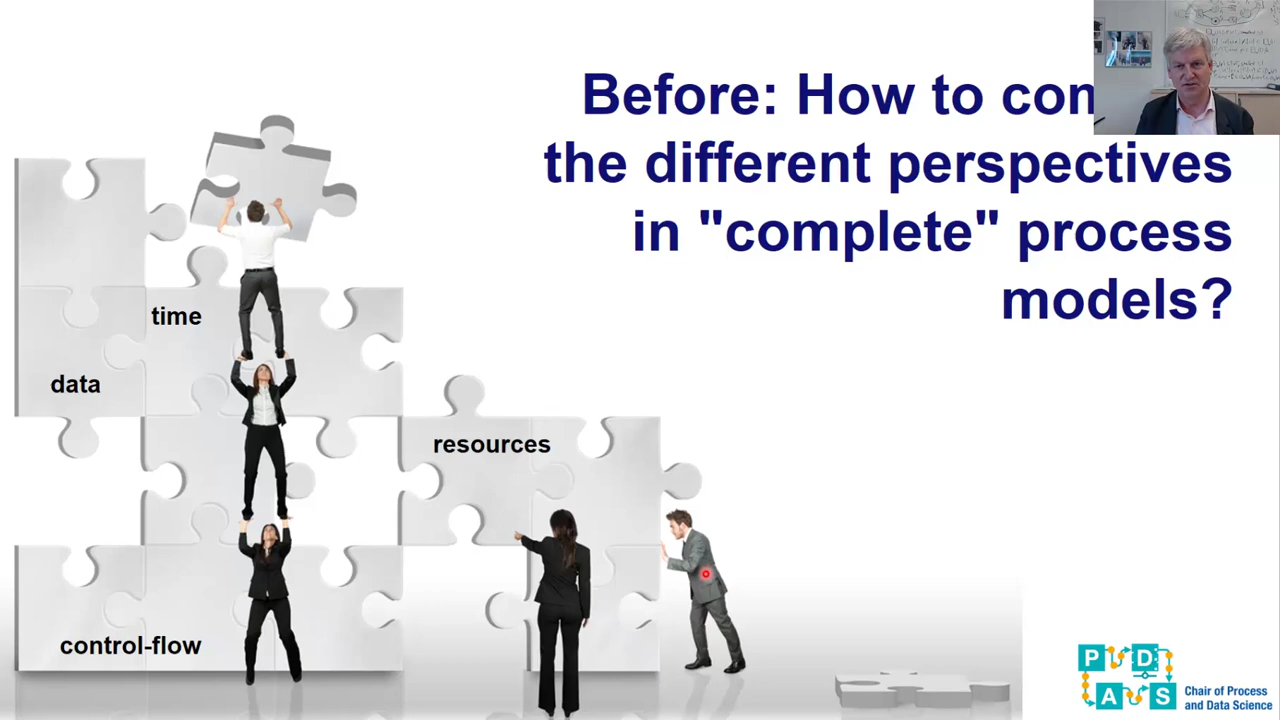 Before: How to
the different perspectives
in "complete" process
models?
time
data
resources
control-flow
P D
A S
Chair of Process
and Data Science